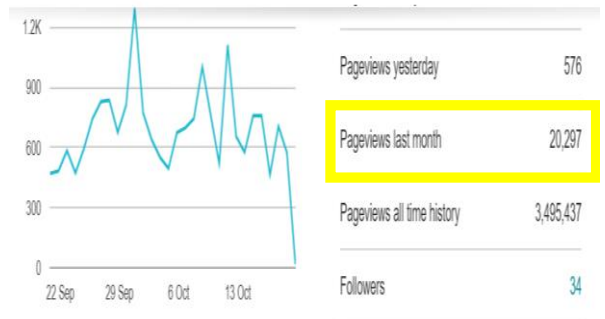 1.2K
900
600
300
0
22 Sep 29 Sep 6 Oct 13 Oct
Pageviews yesterday 576
Pageviews last month 20,297
Pageviews all time history 3,495,437
Followers 34